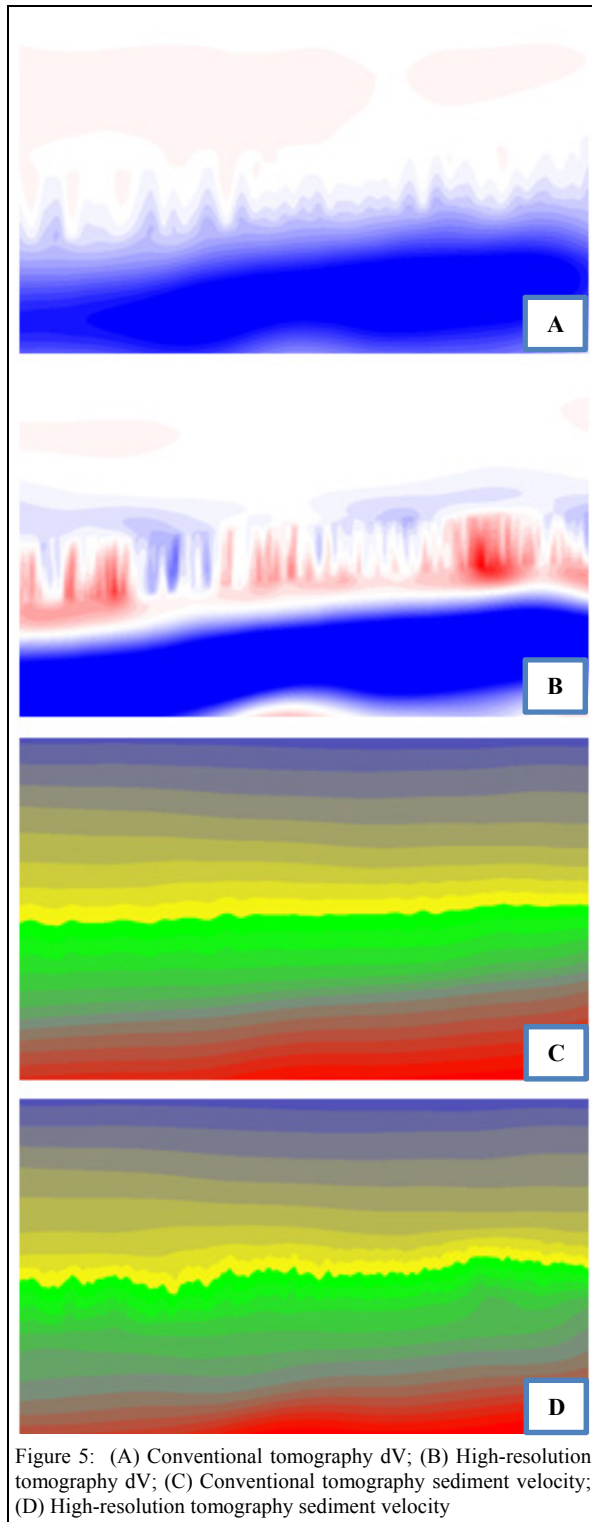 A
B
C
D
Figure 5: (A) Conventional tomography dV; (B) High-resolution
tomography dV; (C) Conventional tomography sediment velocity;
(D) High-resolution tomography sediment velocity